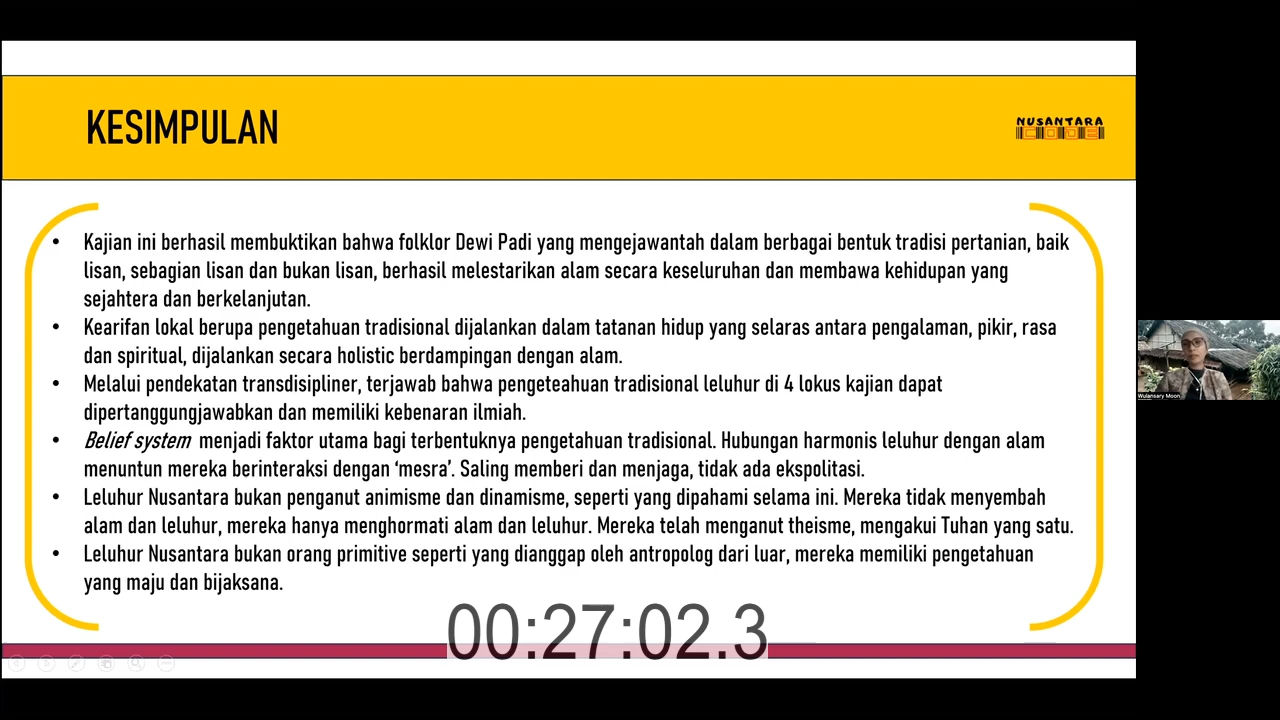 KESIMPULAN
NUSANTARA
CODE
• Kajian ini berhasil membuktikan bahwa folklor Dewi Padi yang mengejawantah dalam berbagai bentuk tradisi pertanian, baik
lisan, sebagian lisan dan bukan lisan, berhasil melestarikan alam secara keseluruhan dan membawa kehidupan yang
sejahtera dan berkelanjutan.
• Kearifan lokal berupa pengetahuan tradisional dijalankan dalam tatanan hidup yang selaras antara pengalaman, pikir, rasa
dan spiritual, dijalankan secara holistic berdampingan dengan alam.
• Melalui pendekatan transdisipliner, terjawab bahwa pengeteahuan tradisional leluhur di 4 lokus kajian dapat
dipertanggungjawabkan dan memiliki kebenaran ilmiah.
• Belief system menjadi faktor utama bagi terbentuknya pengetahuan tradisional. Hubungan harmonis leluhur dengan alam
menuntun mereka berinteraksi dengan ‘mesra’. Saling memberi dan menjaga, tidak ada ekspolitasi.
• Leluhur Nusantara bukan penganut animisme dan dinamisme, seperti yang dipahami selama ini. Mereka tidak menyembah
alam dan leluhur, mereka hanya menghormati alam dan leluhur. Mereka telah menganut theisme, mengakui Tuhan yang satu.
• Leluhur Nusantara bukan orang primitive seperti yang dianggap oleh antropolog dari luar, mereka memiliki pengetahuan
yang maju dan bijaksana.
00:27:02.3
Wulansary Moon